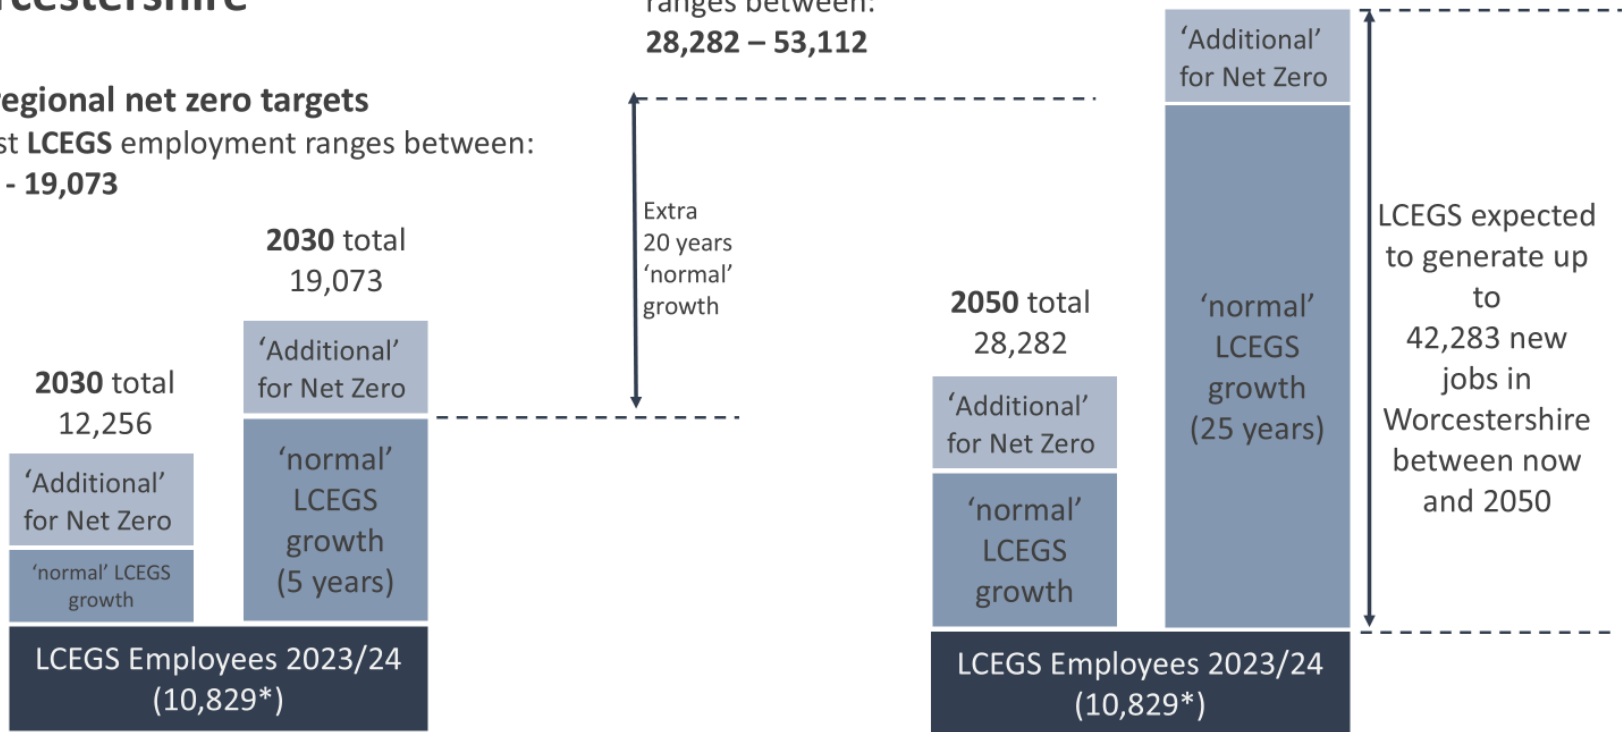 ranges between:
28,282 – 53,112
regional net zero targets
LCEGS employment ranges between:
- 19,073
2030 total
12,256
'Additional'
for Net Zero
'normal' LCEGS
growth
2030 total
19,073
'Additional'
for Net Zero
'normal'
LCEGS
growth
(5 years)
LCEGS Employees 2023/24
(10,829*)
Extra
20 years
'normal'
growth
2050 total
28,282
'Additional'
for Net Zero
'normal'
LCEGS
growth
'Additional'
for Net Zero
'normal'
LCEGS
growth
(25 years)
LCEGS Employees 2023/24
(10,829*)
LCEGS expected
to generate up
to
42,283 new
jobs in
Worcestershire
between now
and 2050